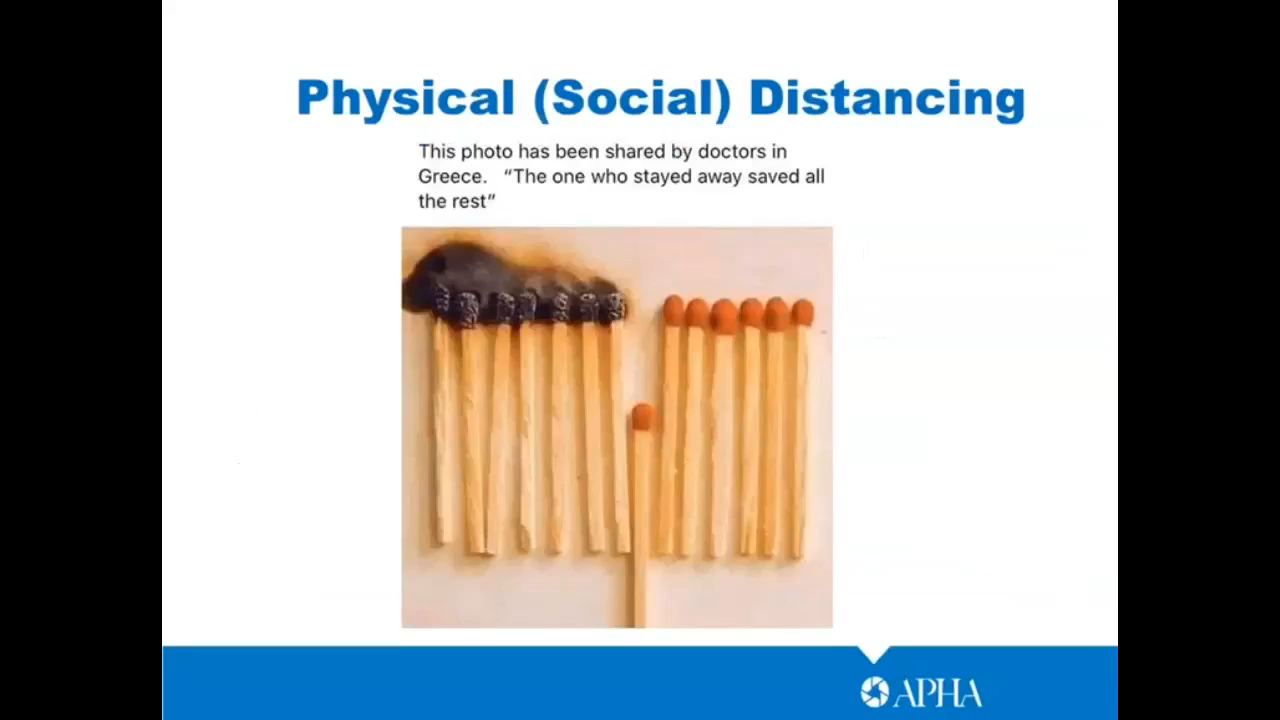 Physical (Social) Distancing
This photo has been shared by doctors in
Greece.   “The one who stayed away saved all
the rest”
APHA